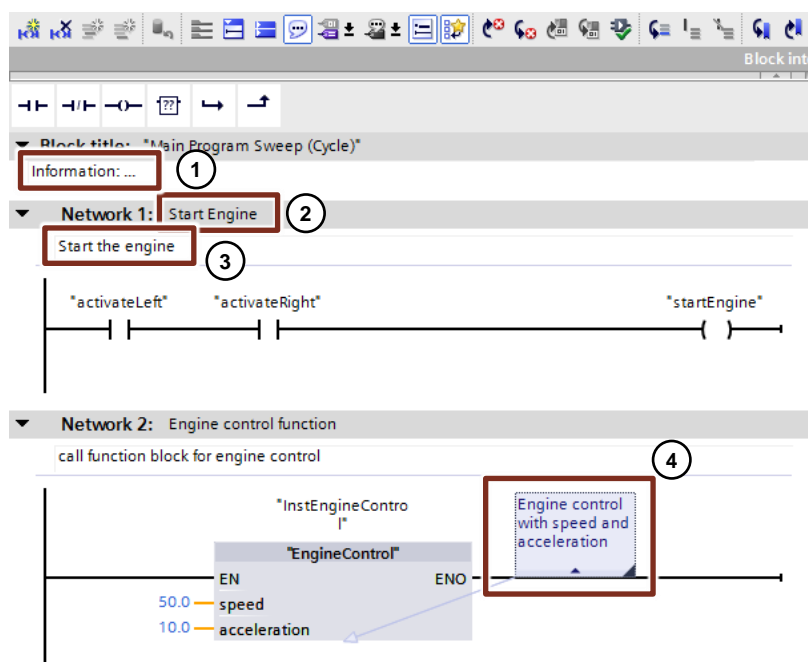 Block int
??
Block title: "Main Program Sweep (Cycle)"
Information: ...
1
Network 1: Start Engine
2
Start the engine
3
"activateLeft" "activateRight" "startEngine"
Network 2: Engine control function
call function block for engine control
4
"InstEngineContro
l"
Engine control
with speed and
acceleration
"EngineControl"
EN ENO
50.0 speed
10.0 acceleration